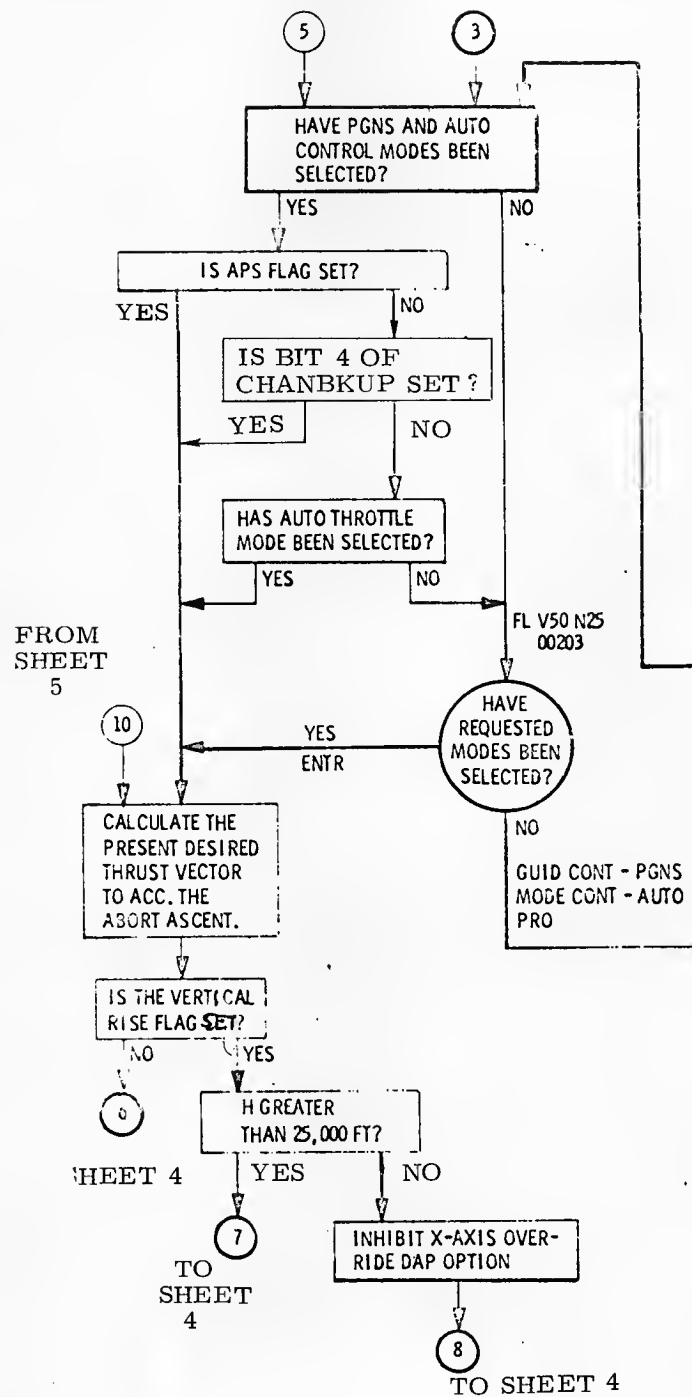 5
3
HAVE PGNS AND AUTO
CONTROL MODES BEEN
SELECTED?
YES
NO
IS APS FLAG SET?
YES
NO
IS BIT 4 OF
CHANBKUP SET?
YES
NO
HAS AUTO THROTTLE
MODE BEEN SELECTED?
YES
NO
FL V50 N25
00203
FROM
SHEET
5
10
HAVE
REQUESTED
MODES BEEN
SELECTED?
YES
ENTR
NO
GUID CONT - PGNS
MODE CONT - AUTO
PRO
CALCULATE THE
PRESENT DESIRED
THRUST VECTOR
TO ACC. THE
ABORT ASCENT.
IS THE VERTICAL
RISE FLAG SET?
NO
YES
6
HEET 4
H GREATER
THAN 25,000 FT?
YES
NO
7
TO
SHEET
4
INHIBIT X-AXIS OVER-
RIDE DAP OPTION
8
TO SHEET 4